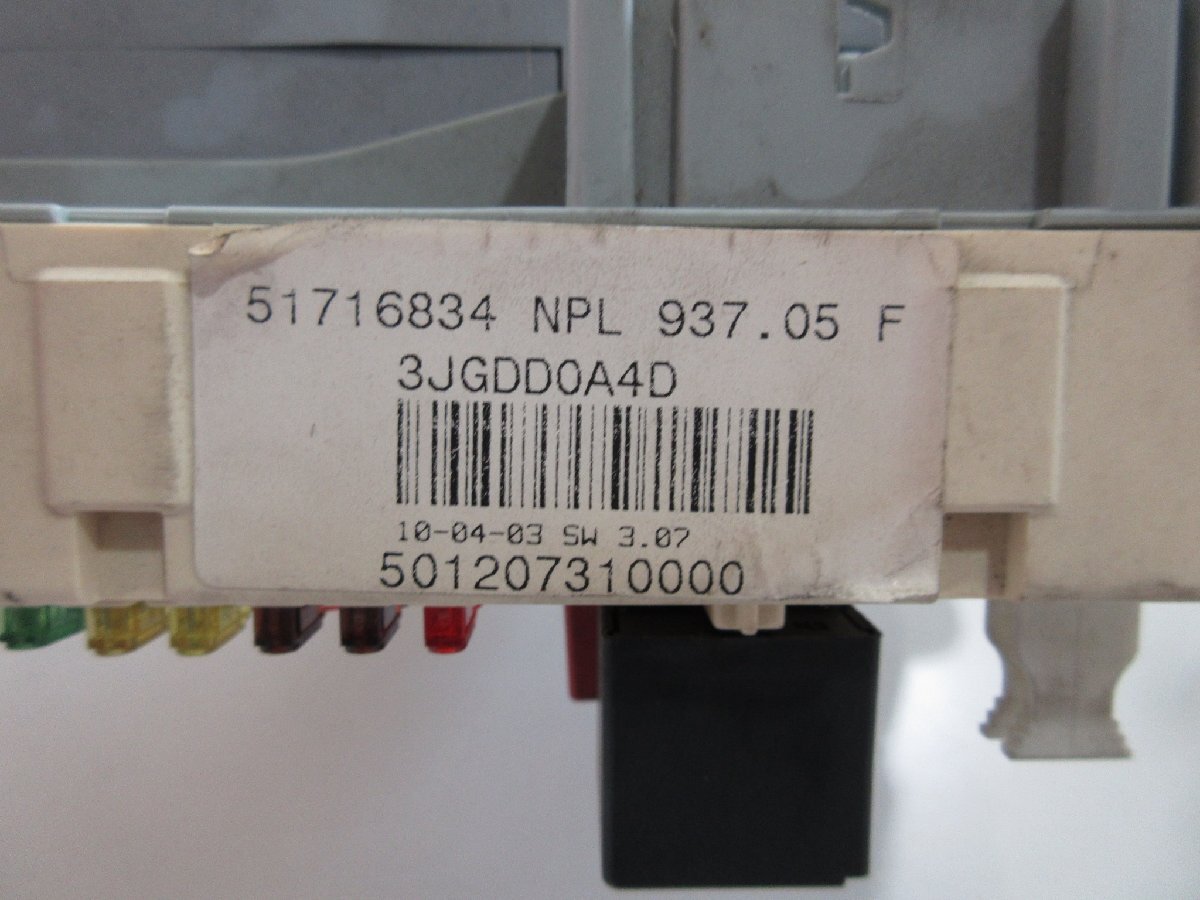 51716834 NPL 937.05 F
3JGDD0A4D
10-04-03 SW 3.07
501207310000